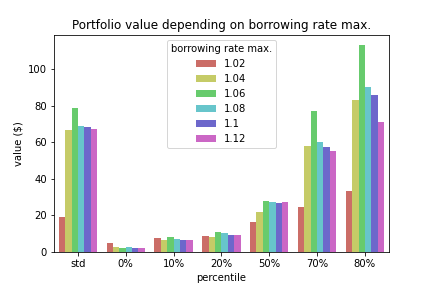 Portfolio value depending on borrowing rate max.
borrowing rate max.
1.02
1.04
1.06
1.08
1.1
1.12
value ($)
100
80
60
40
20
0
std 0% 10% 20% 50% 70% 80%
percentile